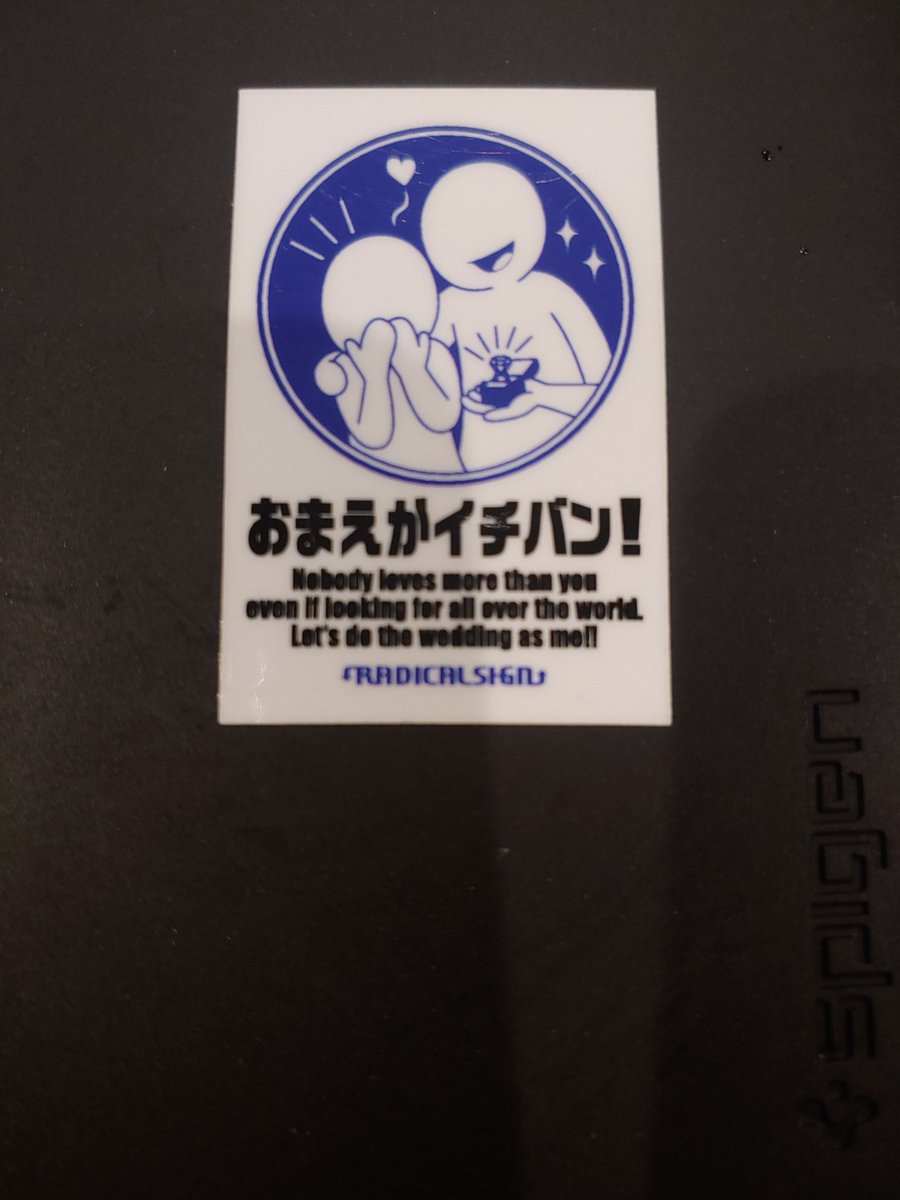 おまえがイチバン!
Nobody loves more than you
even if looking for all over the world.
Let's do the wedding as me!!
RADICALSIGN
spigen